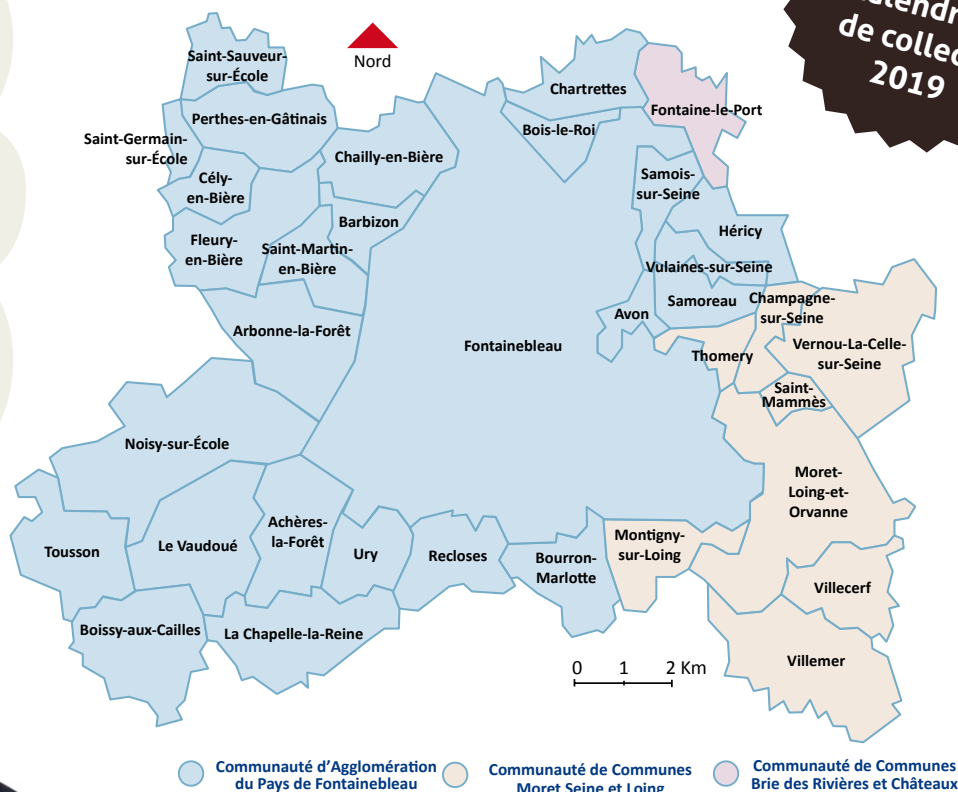 de collec
2019
Nord
Saint-Sauveur-
sur-École
Perthes-en-Gâtinais
Saint-Germain-
sur-École
Cély-
en-Bière
Chailly-en-Bière
Barbizon
Fleury-
en-Bière
Saint-Martin-
en-Bière
Arbonne-la-Forêt
Chartrettes
Bois-le-Roi
Fontaine-le-Port
Samois-
sur-Seine
Héricy
Vulaines-sur-Seine
Samoreau
Champagne-
sur-Seine
Avon
Fontainebleau
Thomery
Vernou-La-Celle-
sur-Seine
Saint-
Mammès
Noisy-sur-École
Moret-
Loing-et-
Orvanne
Tousson
Le Vaudoué
Achères-
la-Forêt
Ury
Recloses
Bourron-
Marlotte
Montigny-
sur-Loing
Villecerf
Boissy-aux-Cailles
La Chapelle-la-Reine
Villemer
0 1 2 Km
Communauté d'Agglomération
du Pays de Fontainebleau
Communauté de Communes
Moret Seine et Loing
Communauté de Communes
Brie des Rivières et Châteaux